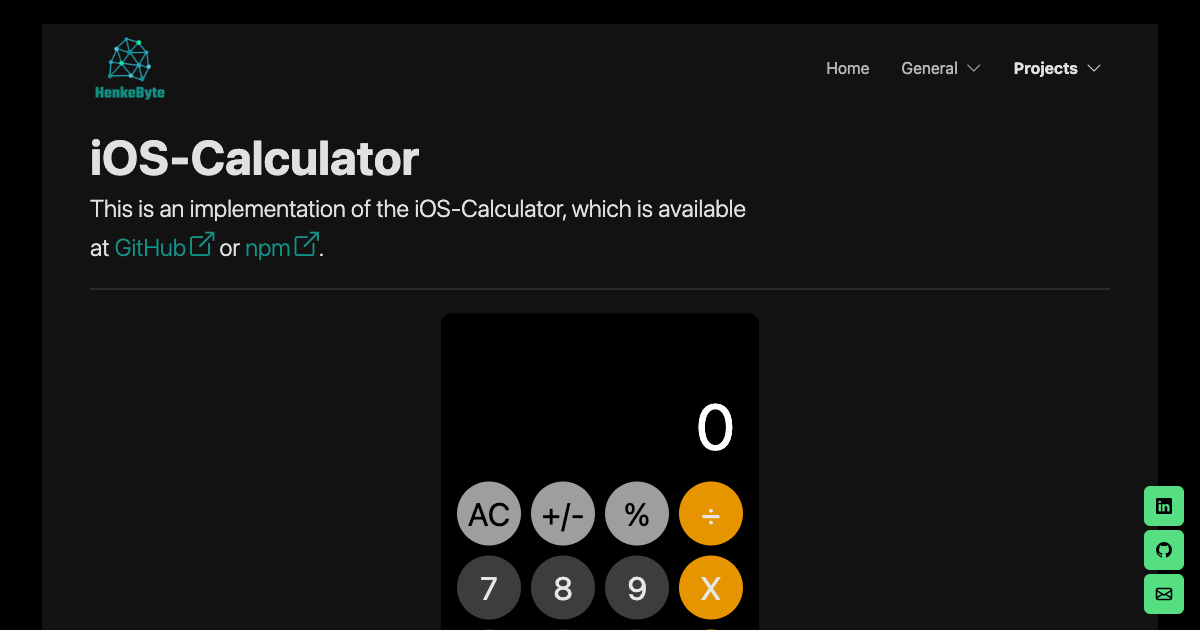 HenkeByte
Home General Projects
iOS-Calculator
This is an implementation of the iOS-Calculator, which is available
at GitHub or npm.
0
AC +/- % ÷
7 8 9 X
in